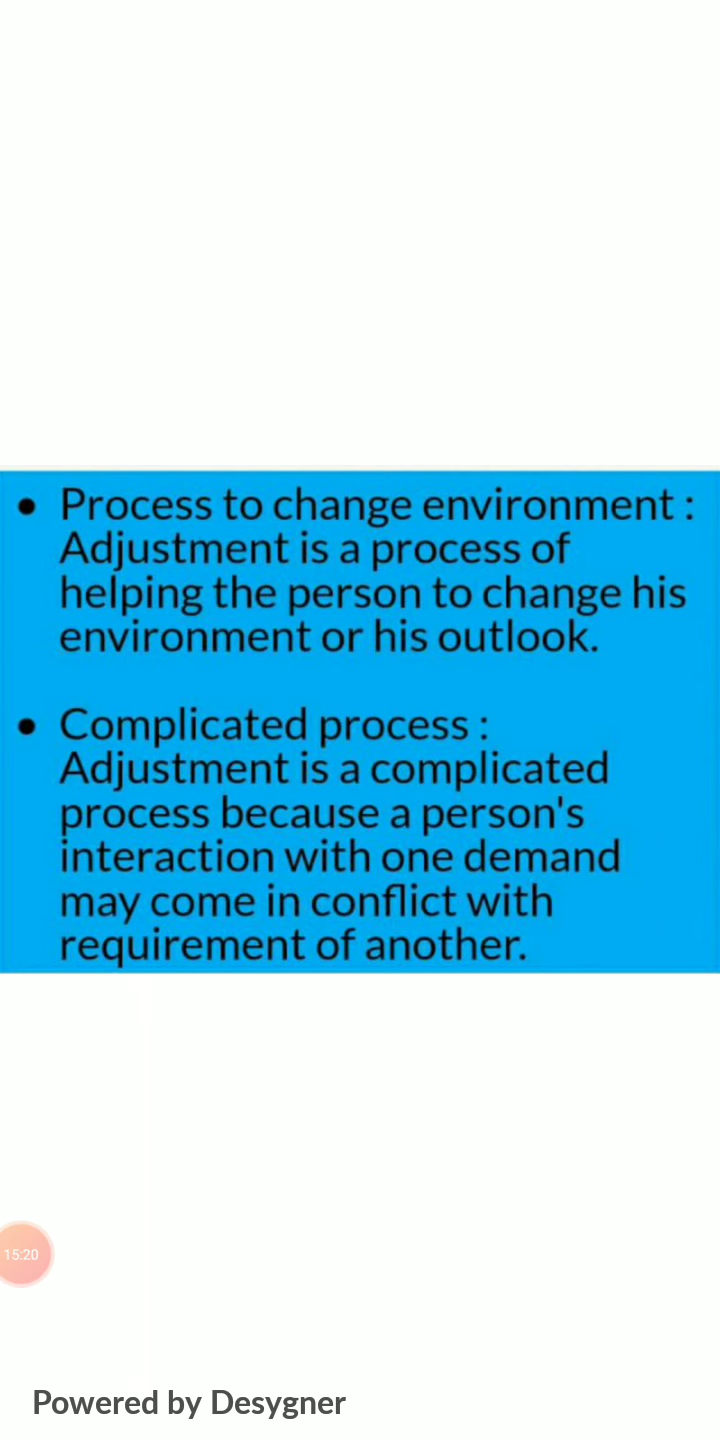 • Process to change environment :
Adjustment is a process of
helping the person to change his
environment or his outlook.
• Complicated process :
Adjustment is a complicated
process because a person's
interaction with one demand
may come in conflict with
requirement of another.
15:20
Powered by Desygner